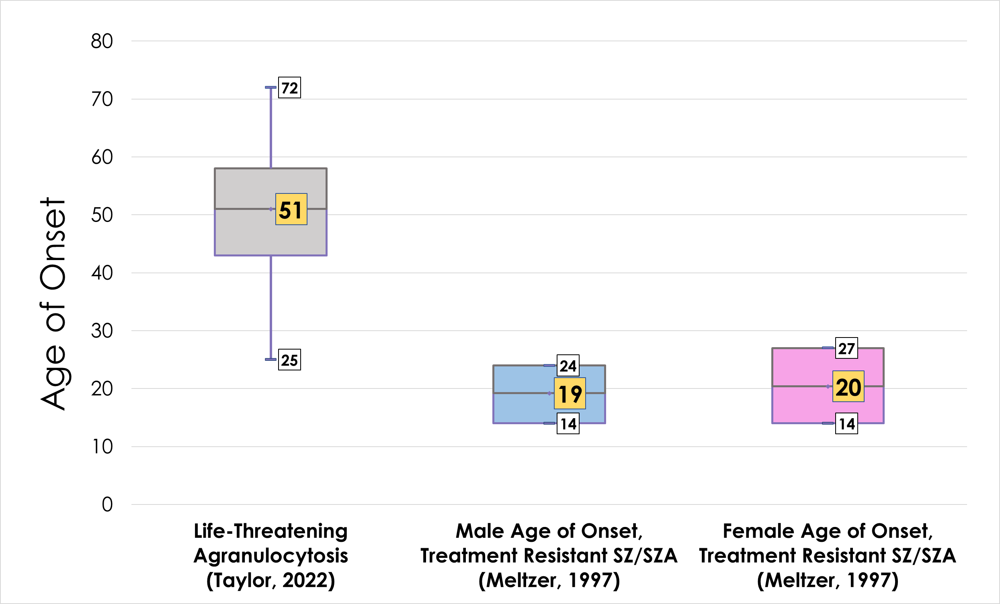 Age of Onset
80
70
60
50
40
30
20
10
0
72
51
25
24
19
14
27
20
14
Life-Threatening
Agranulocytosis
(Taylor, 2022)
Male Age of Onset,
Treatment Resistant SZ/SZA
(Meltzer, 1997)
Female Age of Onset,
Treatment Resistant SZ/SZA
(Meltzer, 1997)